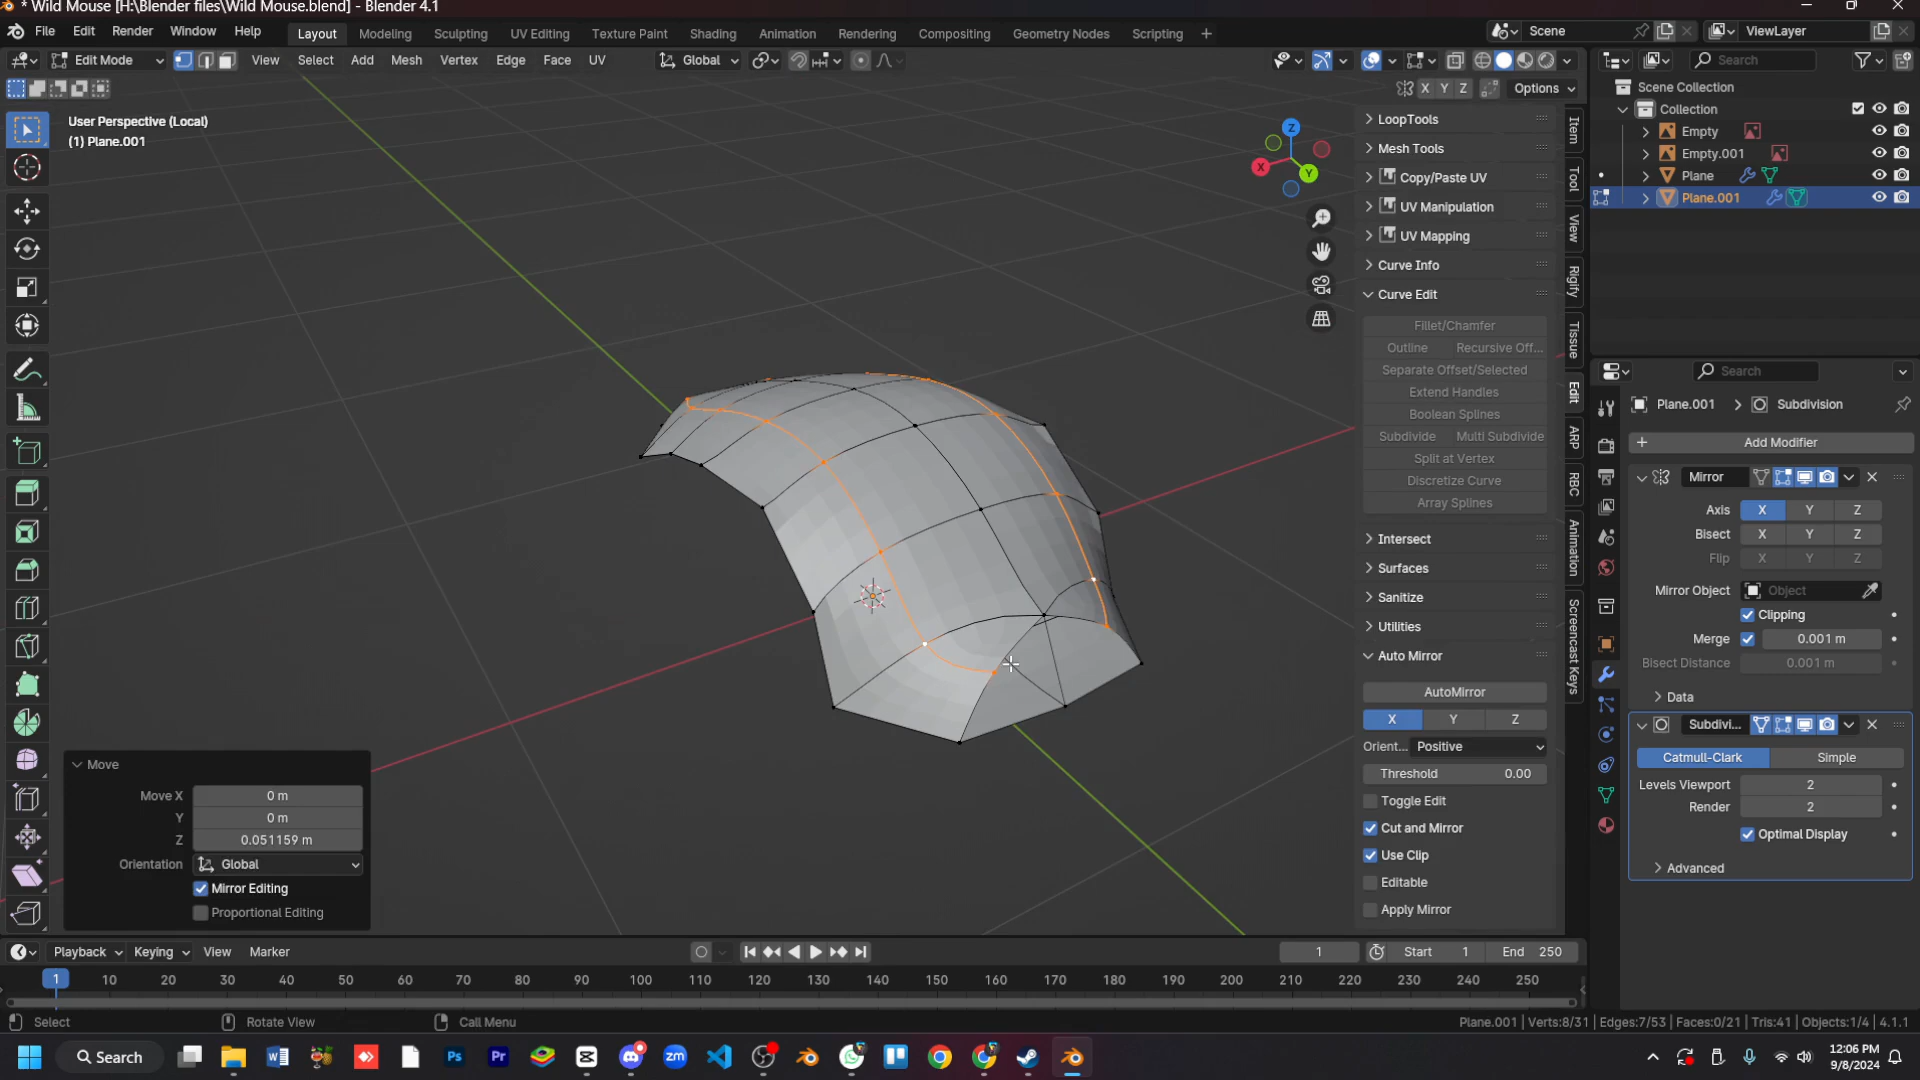 * Wild Mouse [H:\Blender files\Wild Mouse.blend] - Blender 4.1
File Edit Render Window Help Layout Modeling Sculpting UV Editing Texture Paint Shading Animation Rendering Compositing Geometry Nodes Scripting + Scene ViewLayer
Edit Mode View Select Add Mesh Vertex Edge Face UV Global Search
X Y Z Options
Scene Collection
Collection
Empty
Empty.001
Plane
Plane.001
User Perspective (Local)
(1) Plane.001
Z
X
Y
LoopTools
Mesh Tools
Copy/Paste UV
UV Manipulation
UV Mapping
Curve Info
Curve Edit
Fillet/Chamfer
Outline Recursive Off...
Separate Offset/Selected
Extend Handles
Boolean Splines
Subdivide Multi Subdivide
Split at Vertex
Discretize Curve
Array Splines
Intersect
Surfaces
Sanitize
Utilities
Auto Mirror
AutoMirror
X Y Z
Orient... Positive
Threshold 0.00
Toggle Edit
Cut and Mirror
Use Clip
Editable
Apply Mirror
Item
Tool
View
Rigify
Tissue
Edit
ARP
RBC
Animation
Screencast Keys
Search
Plane.001 > Subdivision
+ Add Modifier
Mirror
Axis X Y Z
Bisect X Y Z
Flip X Y Z
Mirror Object Object
Clipping
Merge 0.001 m
Bisect Distance 0.001 m
Data
Subdivi...
Catmull-Clark Simple
Levels Viewport 2
Render 2
Optimal Display
Advanced
Move
Move X 0 m
Y 0 m
Z 0.051159 m
Orientation Global
Mirror Editing
Proportional Editing
Playback Keying View Marker 1 Start 1 End 250
1 10 20 30 40 50 60 70 80 90 100 110 120 130 140 150 160 170 180 190 200 210 220 230 240 250
Select Rotate View Call Menu Plane.001 | Verts:8/31 | Edges:7/53 | Faces:0/21 | Tris:41 | Objects:1/4 | 4.1.1
Search W Ps Pr zm 12:06 PM
9/8/2024